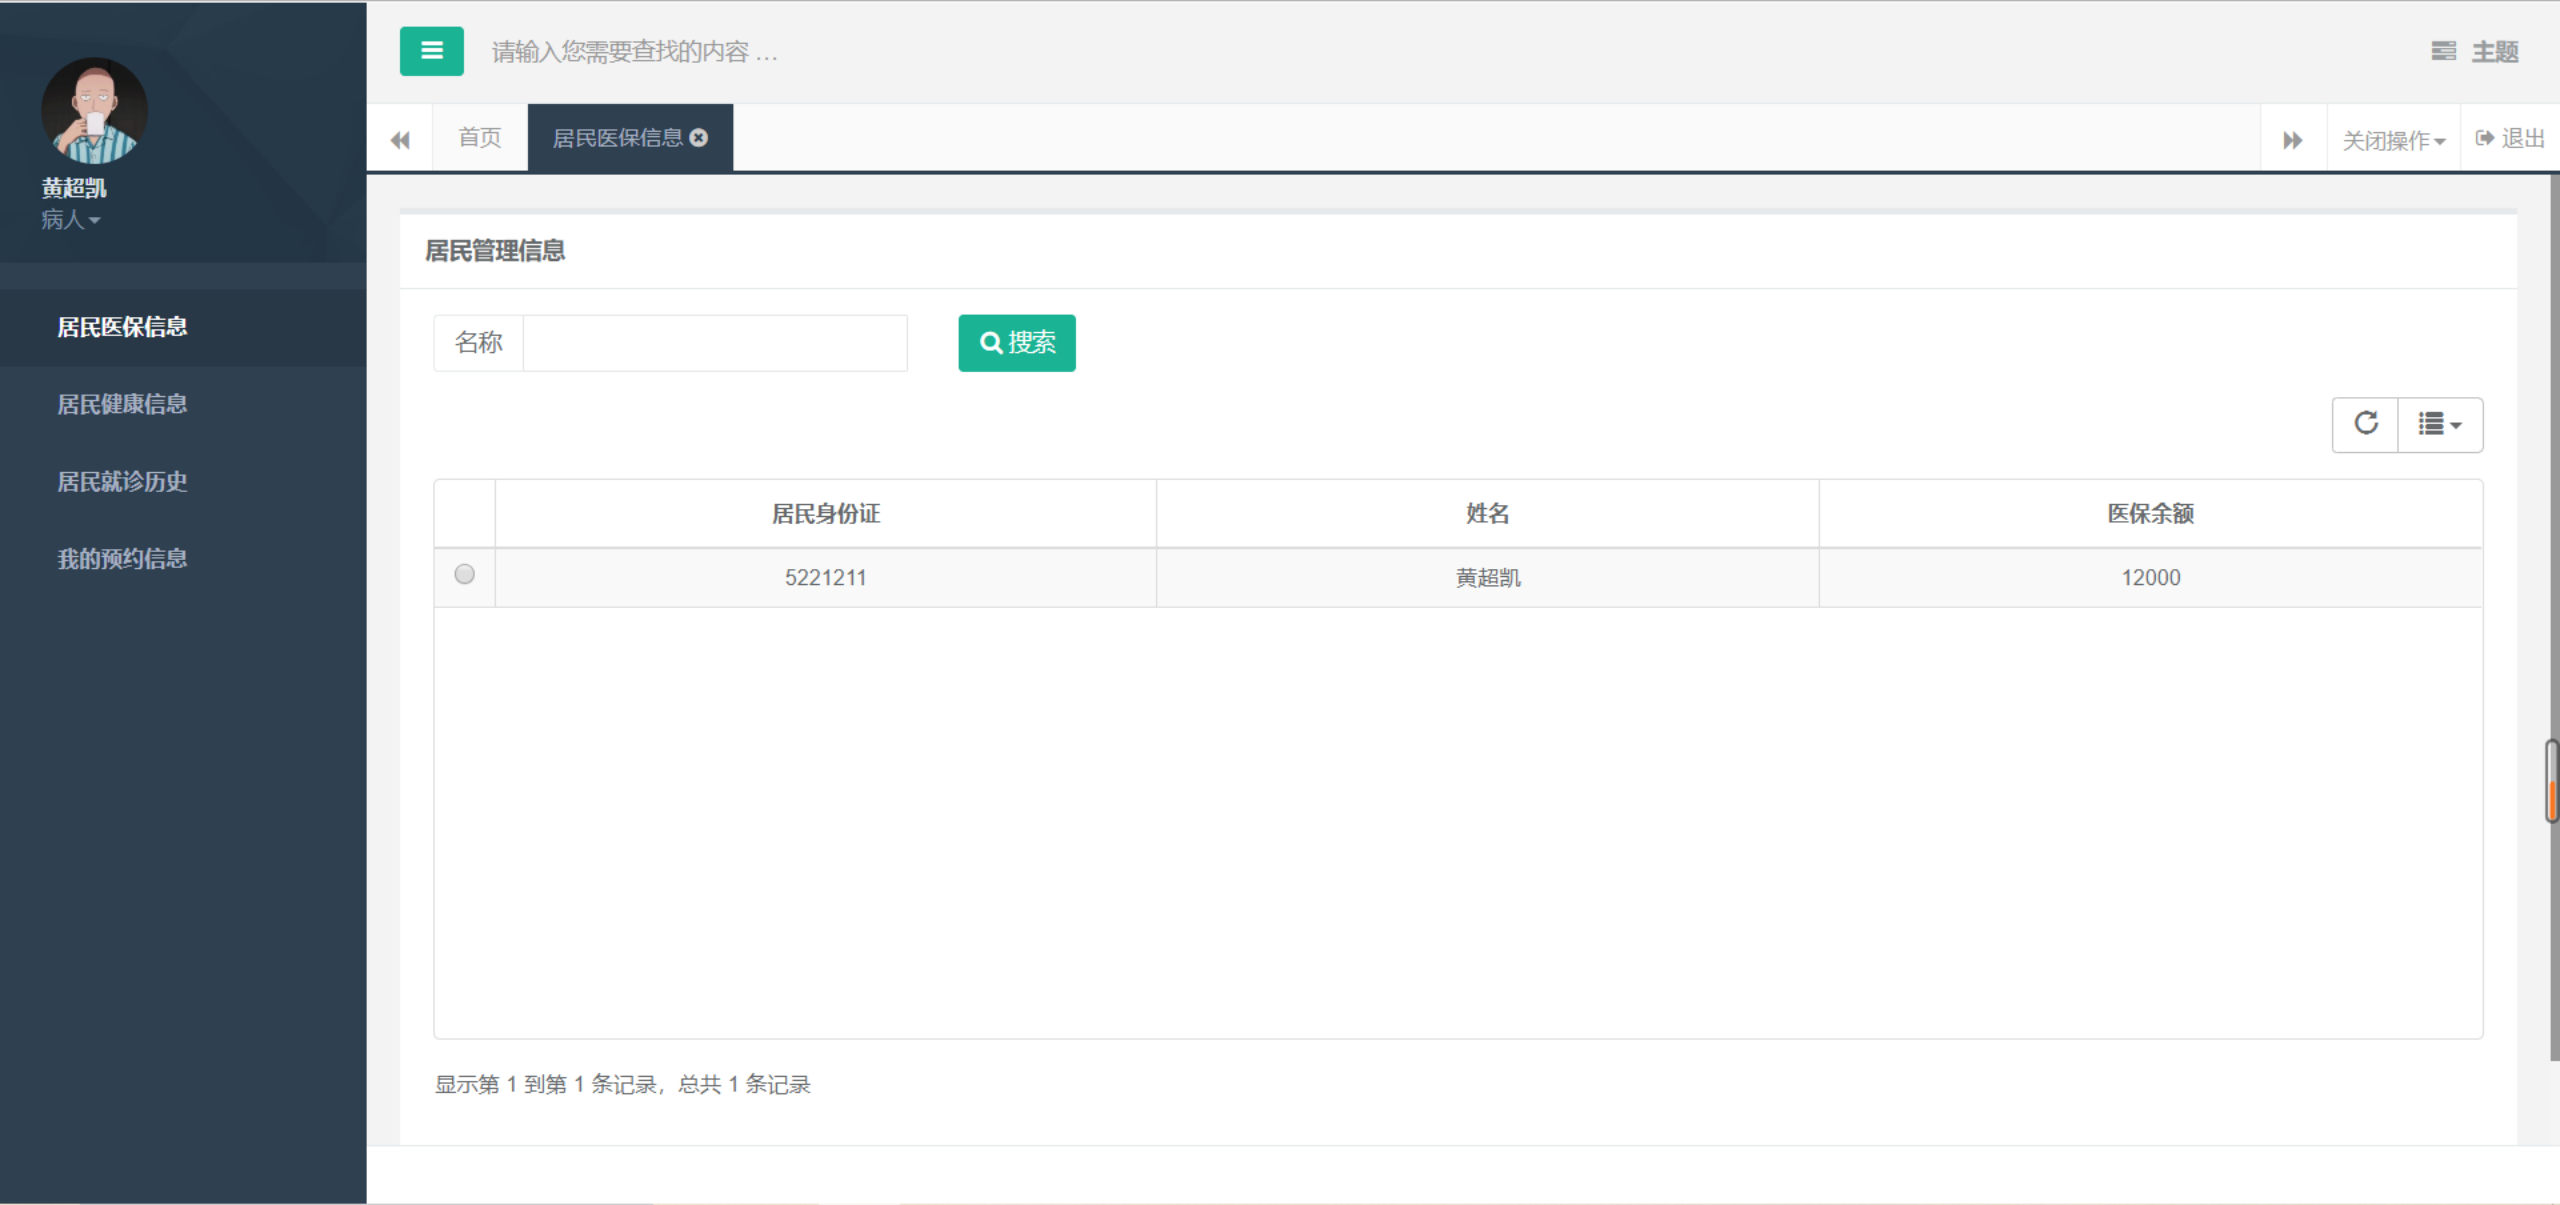 请输入您需要查找的内容 …
主题
首页
居民医保信息
关闭操作
退出
黄超凯
病人
居民医保信息
居民健康信息
居民就诊历史
我的预约信息
居民管理信息
名称
搜索
居民身份证 姓名 医保余额
5221211 黄超凯 12000
显示第 1 到第 1 条记录，总共 1 条记录